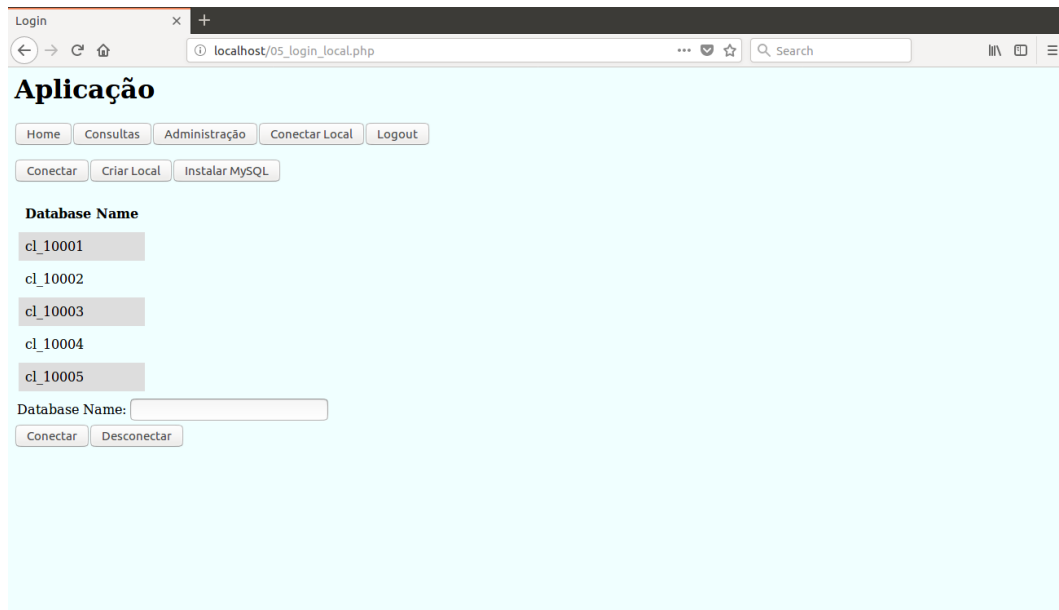 Login
localhost/05_login_local.php
Search
Aplicação
Home Consultas Administração Conectar Local Logout
Conectar Criar Local Instalar MySQL
Database Name
cl_10001
cl_10002
cl_10003
cl_10004
cl_10005
Database Name:
Conectar Desconectar